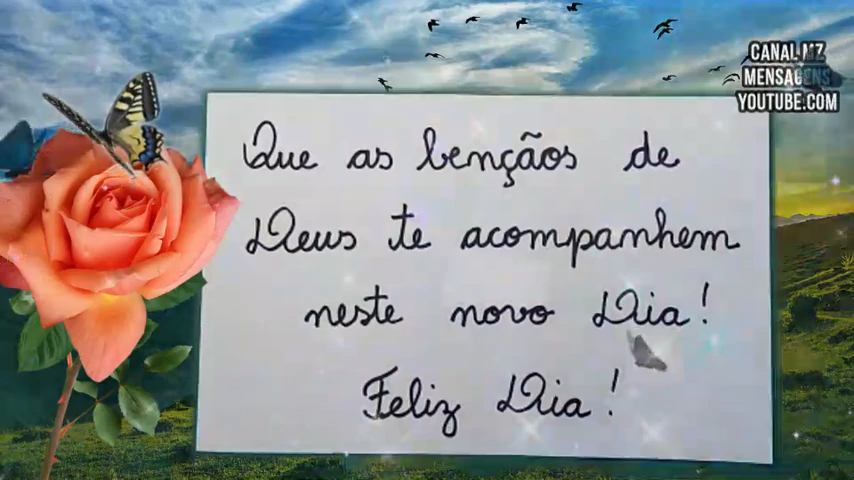 CANAL MZ
MENSAGENS
YOUTUBE.COM
Que as bençãos de
Deus te acompanhem
neste novo Dia!
Feliz Dia!